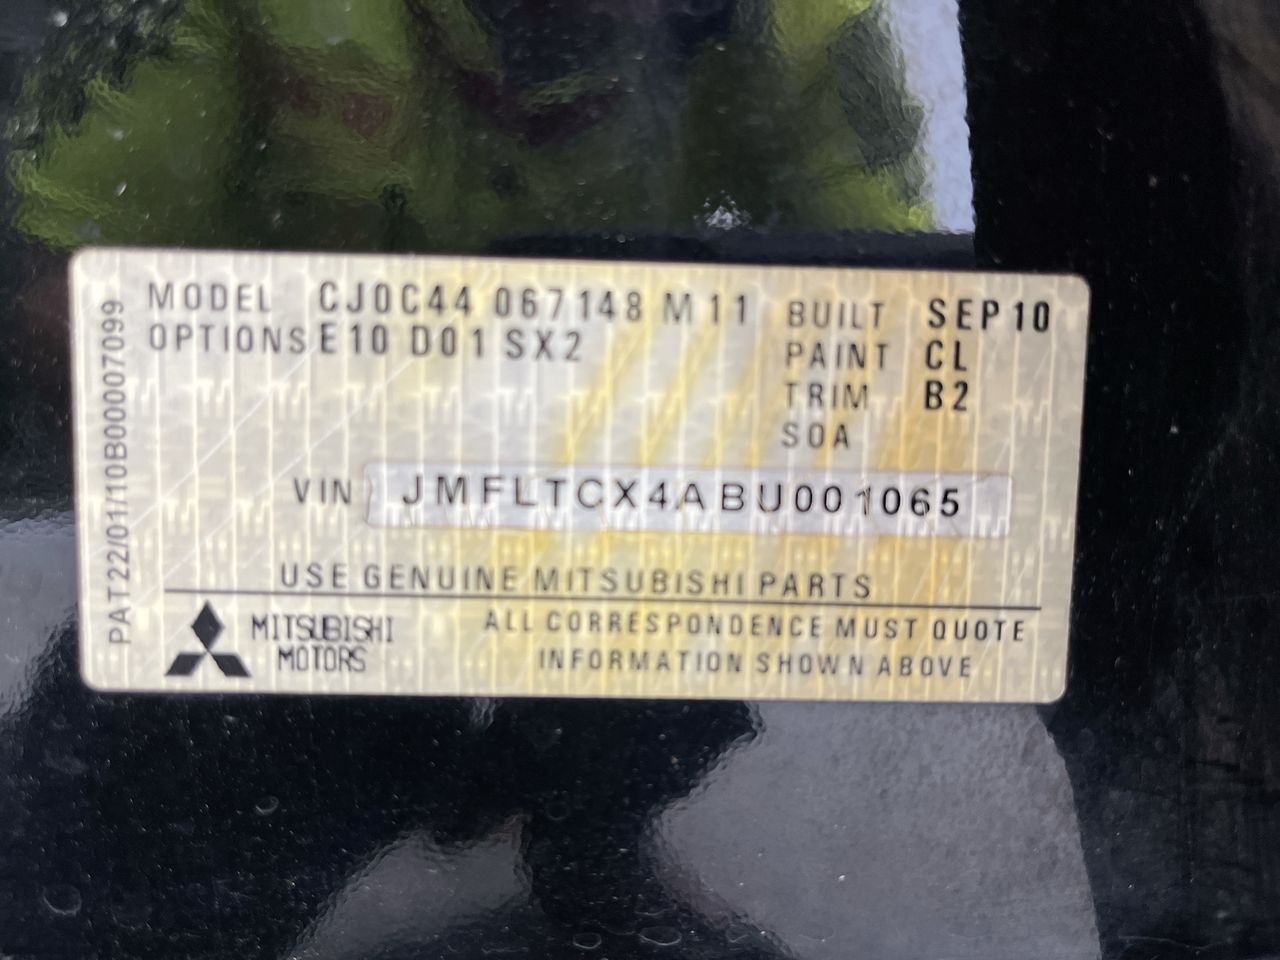 MODEL CJ0C44 067148 M11
OPTIONS E10 D01 SX2
BUILT SEP10
PAINT CL
TRIM B2
SOA
VIN JMFLTCX4ABU001065
USE GENUINE MITSUBISHI PARTS
MITSUBISHI
MOTORS
ALL CORRESPONDENCE MUST QUOTE
INFORMATION SHOWN ABOVE
PAT22/01/10B00007099